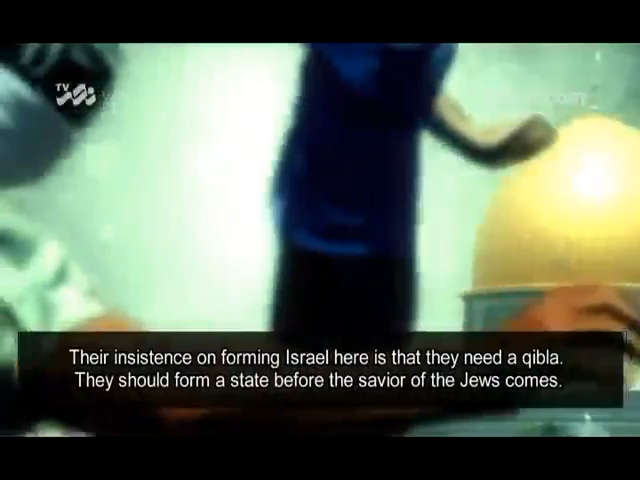 TV
Their insistence on forming Israel here is that they need a qibla.
They should form a state before the savior of the Jews comes.